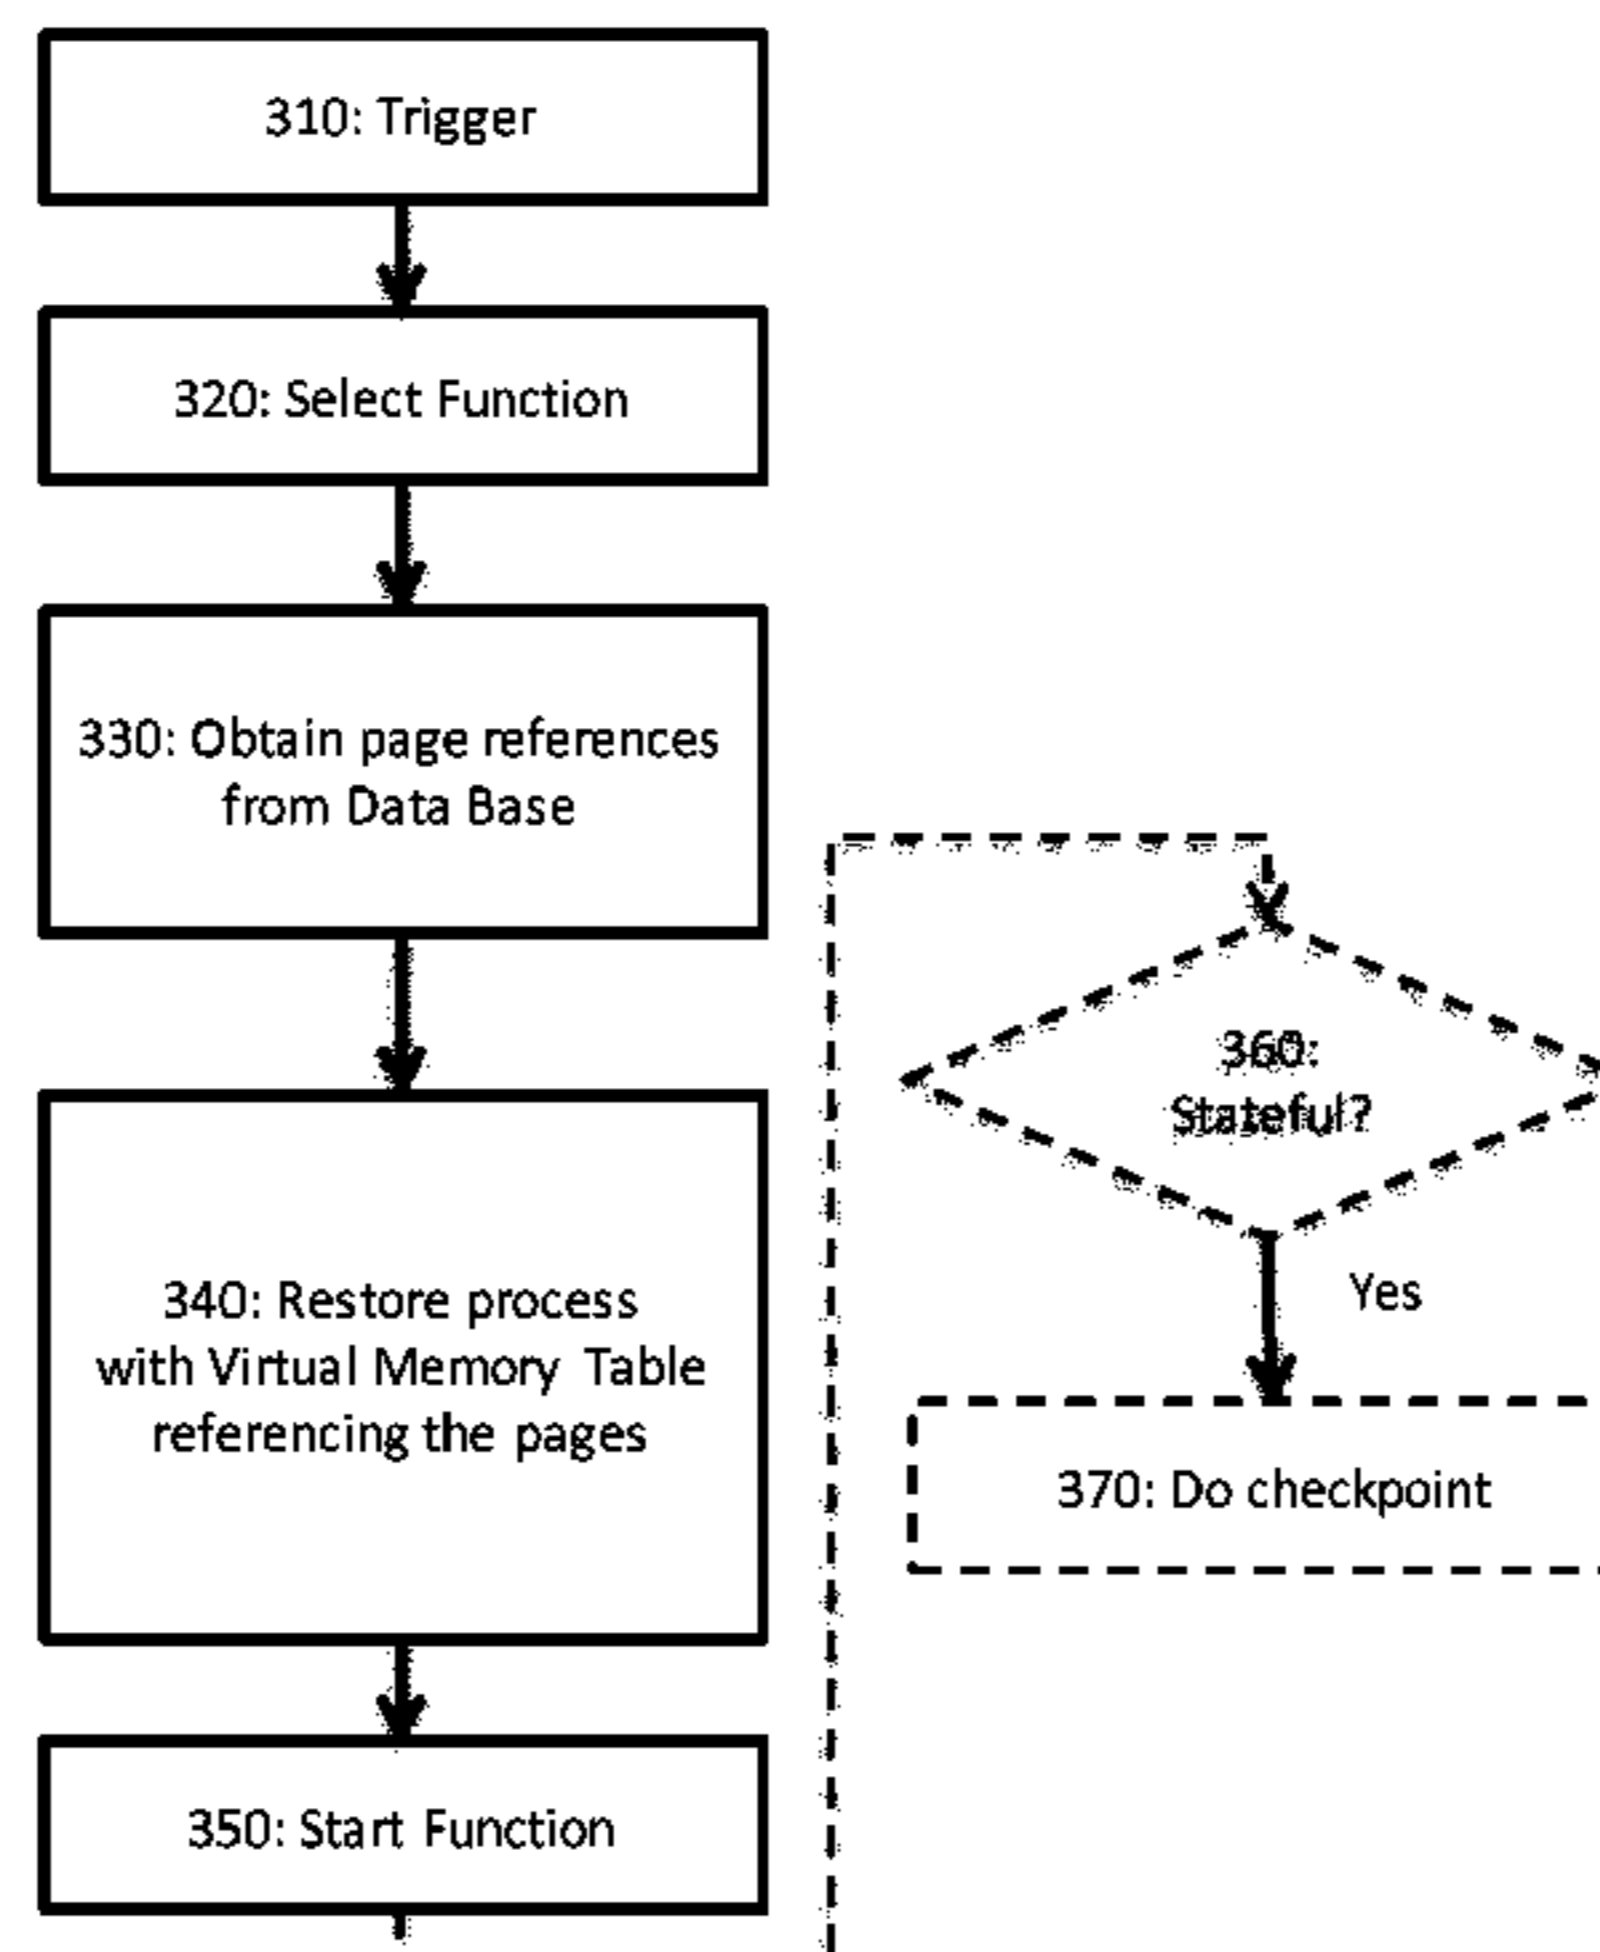 310: Trigger
320: Select Function
330: Obtain page references
from Data Base
340: Restore process
with Virtual Memory Table
referencing the pages
350: Start Function
360:
Stateful?
Yes
370: Do checkpoint